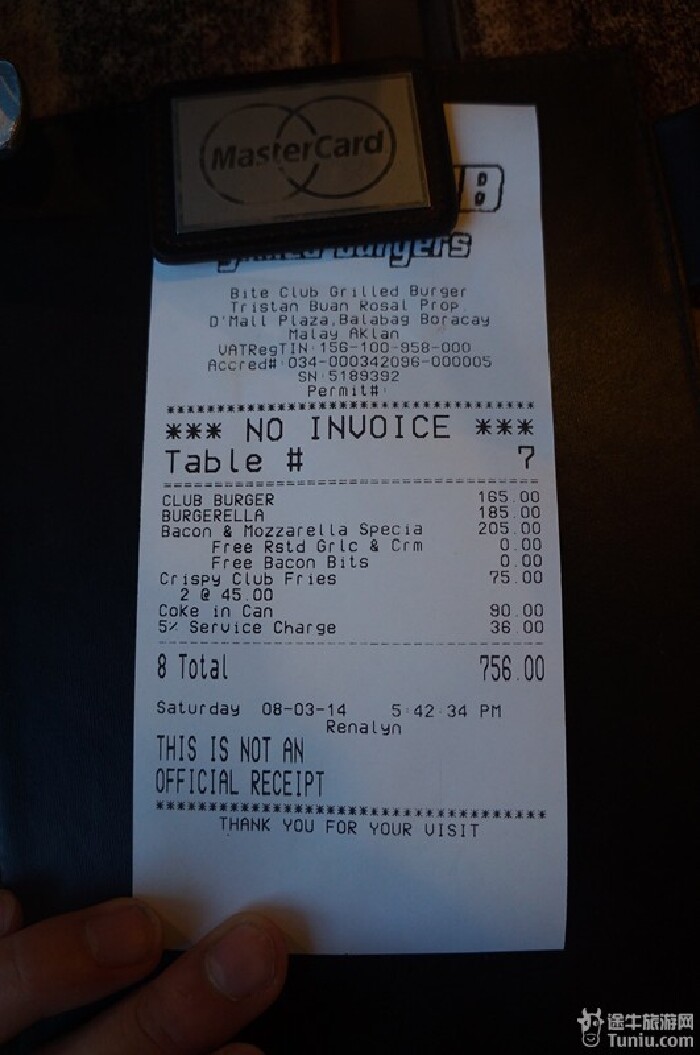 MasterCard
B
Burgers
Bite Club Grilled Burger
Tristan Buan Rosal Prop.
D'Mall Plaza,Balabag Boracay
Malay AKlan
VATRegTIN:156-100-958-000
Accred#:034-000342096-000005
SN:5189392
Permit#:
*** NO INVOICE ***
Table # 7
CLUB BURGER 165.00
BURGERELLA 185.00
Bacon & Mozzarella Specia 205.00
Free Rstd Grlc & Crm 0.00
Free Bacon Bits 0.00
Crispy Club Fries 75.00
2 @ 45.00
Coke in Can 90.00
5% Service Charge 36.00
8 Total 756.00
Saturday 08-03-14 5:42:34 PM
Renalyn
THIS IS NOT AN
OFFICIAL RECEIPT
THANK YOU FOR YOUR VISIT
途牛旅游网
Tuniu.com